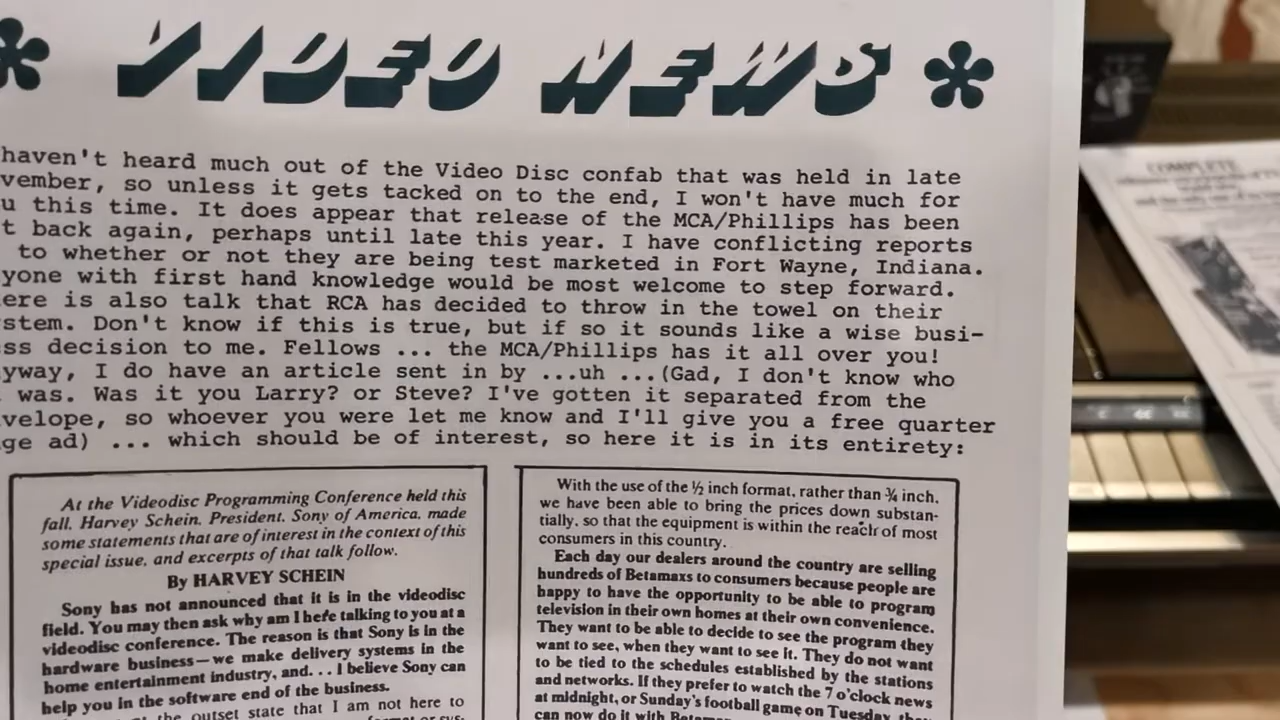 * VIDEO NEWS *
haven't heard much out of the Video Disc confab that was held in late
vember, so unless it gets tacked on to the end, I won't have much for
u this time. It does appear that release of the MCA/Phillips has been
t back again, perhaps until late this year. I have conflicting reports
to whether or not they are being test marketed in Fort Wayne, Indiana.
yone with first hand knowledge would be most welcome to step forward.
ere is also talk that RCA has decided to throw in the towel on their
stem. Don't know if this is true, but if so it sounds like a wise busi-
ss decision to me. Fellows ... the MCA/Phillips has it all over you!
yway, I do have an article sent in by ...uh ...(Gad, I don't know who
was. Was it you Larry? or Steve? I've gotten it separated from the
velope, so whoever you were let me know and I'll give you a free quarter
ge ad) ... which should be of interest, so here it is in its entirety:
At the Videodisc Programming Conference held this
fall, Harvey Schein, President, Sony of America, made
some statements that are of interest in the context of this
special issue, and excerpts of that talk follow.
By HARVEY SCHEIN
Sony has not announced that it is in the videodisc
field. You may then ask why am I here talking to you at a
videodisc conference. The reason is that Sony is in the
hardware business—we make delivery systems in the
home entertainment industry, and. . . I believe Sony can
help you in the software end of the business.
the outset state that I am not here to
format or sys-
With the use of the ½ inch format, rather than ¾ inch,
we have been able to bring the prices down substan-
tially, so that the equipment is within the reach of most
consumers in this country.
Each day our dealers around the country are selling
hundreds of Betamaxs to consumers because people are
happy to have the opportunity to be able to program
television in their own homes at their own convenience.
They want to be able to decide to see the program they
want to see, when they want to see it. They do not want
to be tied to the schedules established by the stations
and networks. If they prefer to watch the 7 o'clock news
at midnight, or Sunday's football game on Tuesday, they
can now do it with
COMPLETE